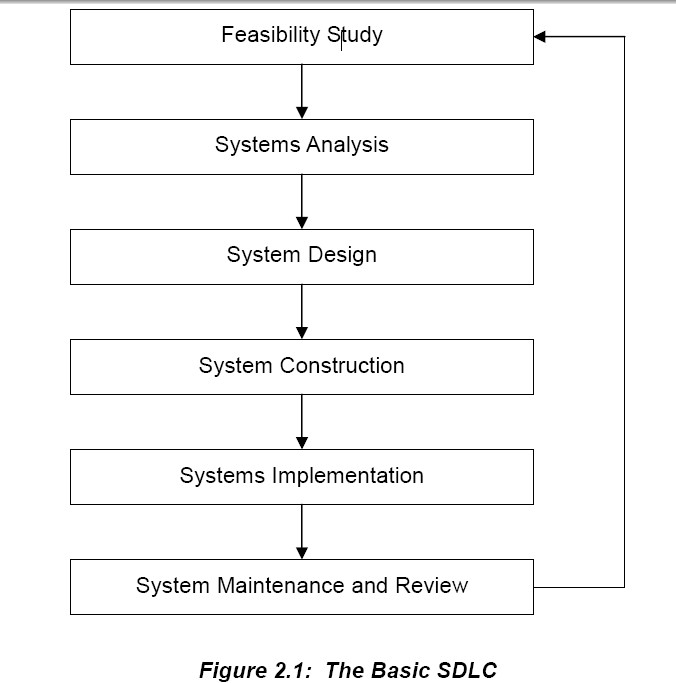 Feasibility Study
Systems Analysis
System Design
System Construction
Systems Implementation
System Maintenance and Review
Figure 2.1: The Basic SDLC